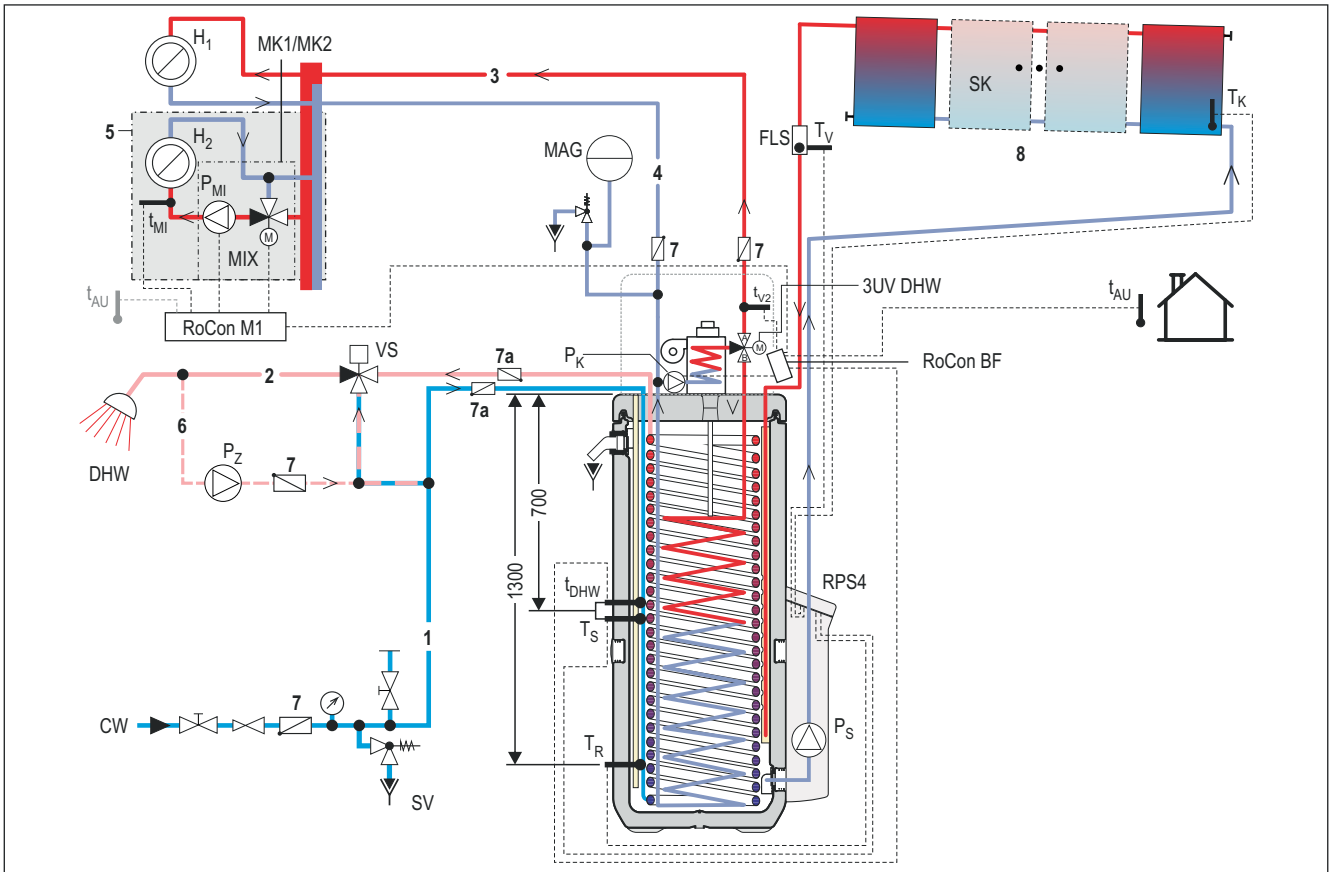 H1
MK1/MK2
3
SK
TK
5
H2
PMI
tMI
MIX
MAG
4
FLS
TV
8
7
7
tAU
RoCon M1
tV2
3UV DHW
tAU
VS
PK
RoCon BF
2
7a
7a
6
DHW
PZ
7
700
1300
tDHW
TS
RPS4
1
CW
7
TR
PS
SV
A
B
M
M